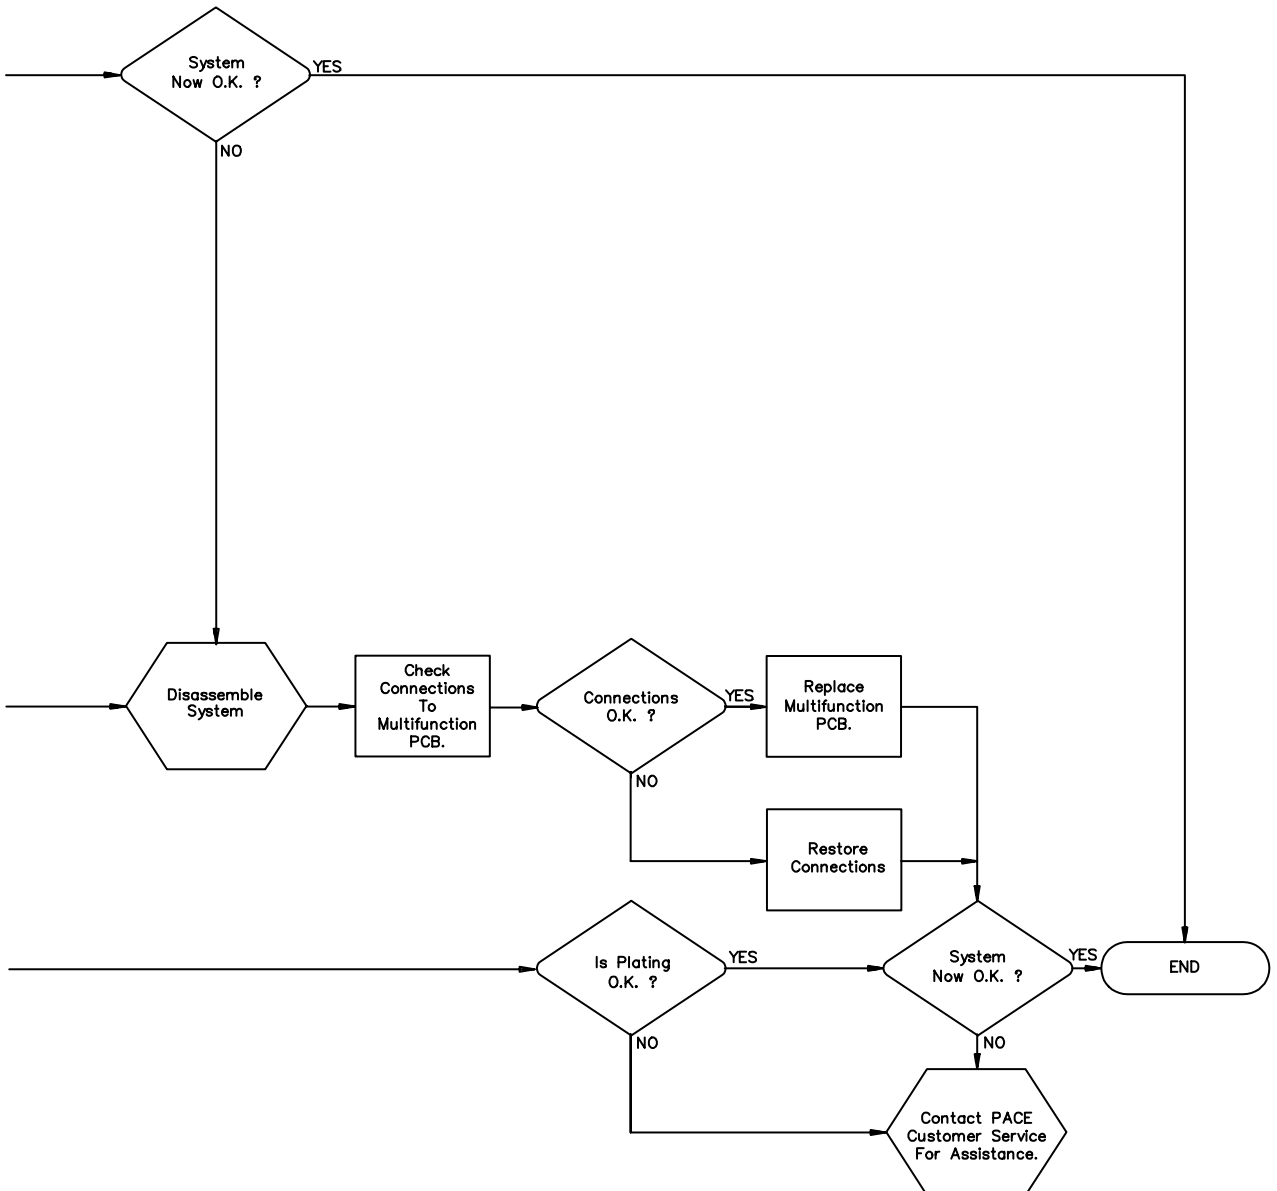 System
Now O.K. ?
YES
NO
Disassemble
System
Check
Connections
To
Multifunction
PCB.
Connections
O.K. ?
YES
NO
Replace
Multifunction
PCB.
Restore
Connections
Is Plating
O.K. ?
YES
NO
System
Now O.K. ?
YES
NO
END
Contact PACE
Customer Service
For Assistance.